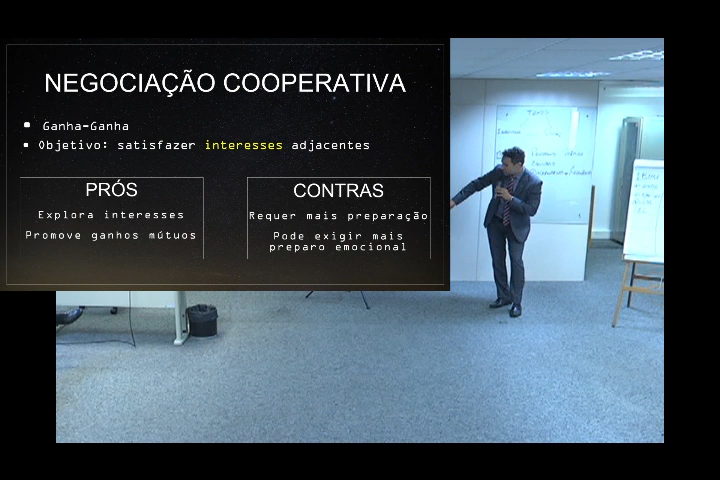 NEGOCIAÇÃO COOPERATIVA
Ganha-Ganha
Objetivo: satisfazer interesses adjacentes
PRÓS
Explora interesses
Promove ganhos mútuos
CONTRAS
Requer mais preparação
Pode exigir mais
preparo emocional